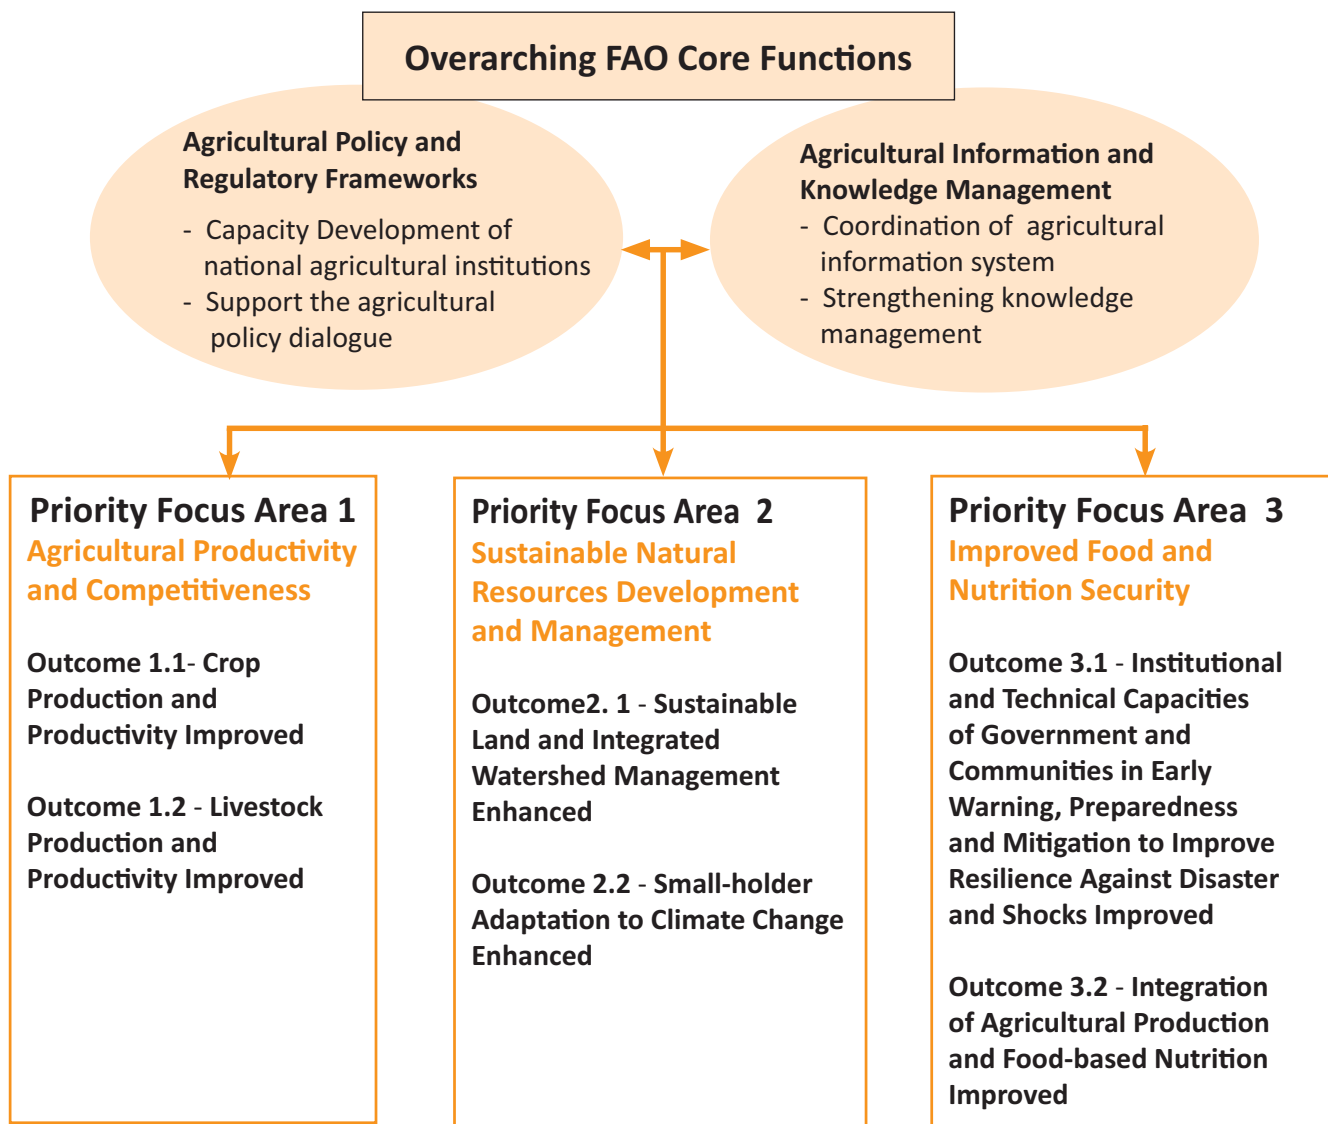 Overarching FAO Core Functions
Agricultural Policy and
Regulatory Frameworks
- Capacity Development of
national agricultural institutions
- Support the agricultural
policy dialogue
Agricultural Information and
Knowledge Management
- Coordination of agricultural
information system
- Strengthening knowledge
management
Priority Focus Area 1
Agricultural Productivity
and Competitiveness
Outcome 1.1- Crop
Production and
Productivity Improved
Outcome 1.2 - Livestock
Production and
Productivity Improved
Priority Focus Area 2
Sustainable Natural
Resources Development
and Management
Outcome2. 1 - Sustainable
Land and Integrated
Watershed Management
Enhanced
Outcome 2.2 - Small-holder
Adaptation to Climate Change
Enhanced
Priority Focus Area 3
Improved Food and
Nutrition Security
Outcome 3.1 - Institutional
and Technical Capacities
of Government and
Communities in Early
Warning, Preparedness
and Mitigation to Improve
Resilience Against Disaster
and Shocks Improved
Outcome 3.2 - Integration
of Agricultural Production
and Food-based Nutrition
Improved